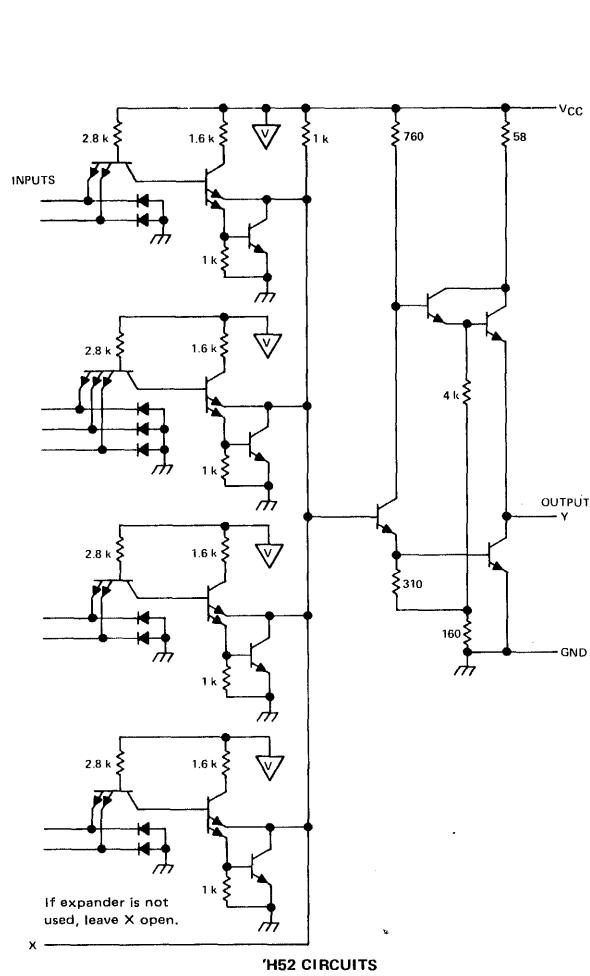 VCC
2.8 k
1.6 k
V
1 k
760
58
INPUTS
1 k
2.8 k
1.6 k
V
1 k
4 k
OUTPUT
Y
2.8 k
1.6 k
V
310
1 k
160
GND
2.8 k
1.6 k
V
1 k
If expander is not
used, leave X open.
X
'H52 CIRCUITS